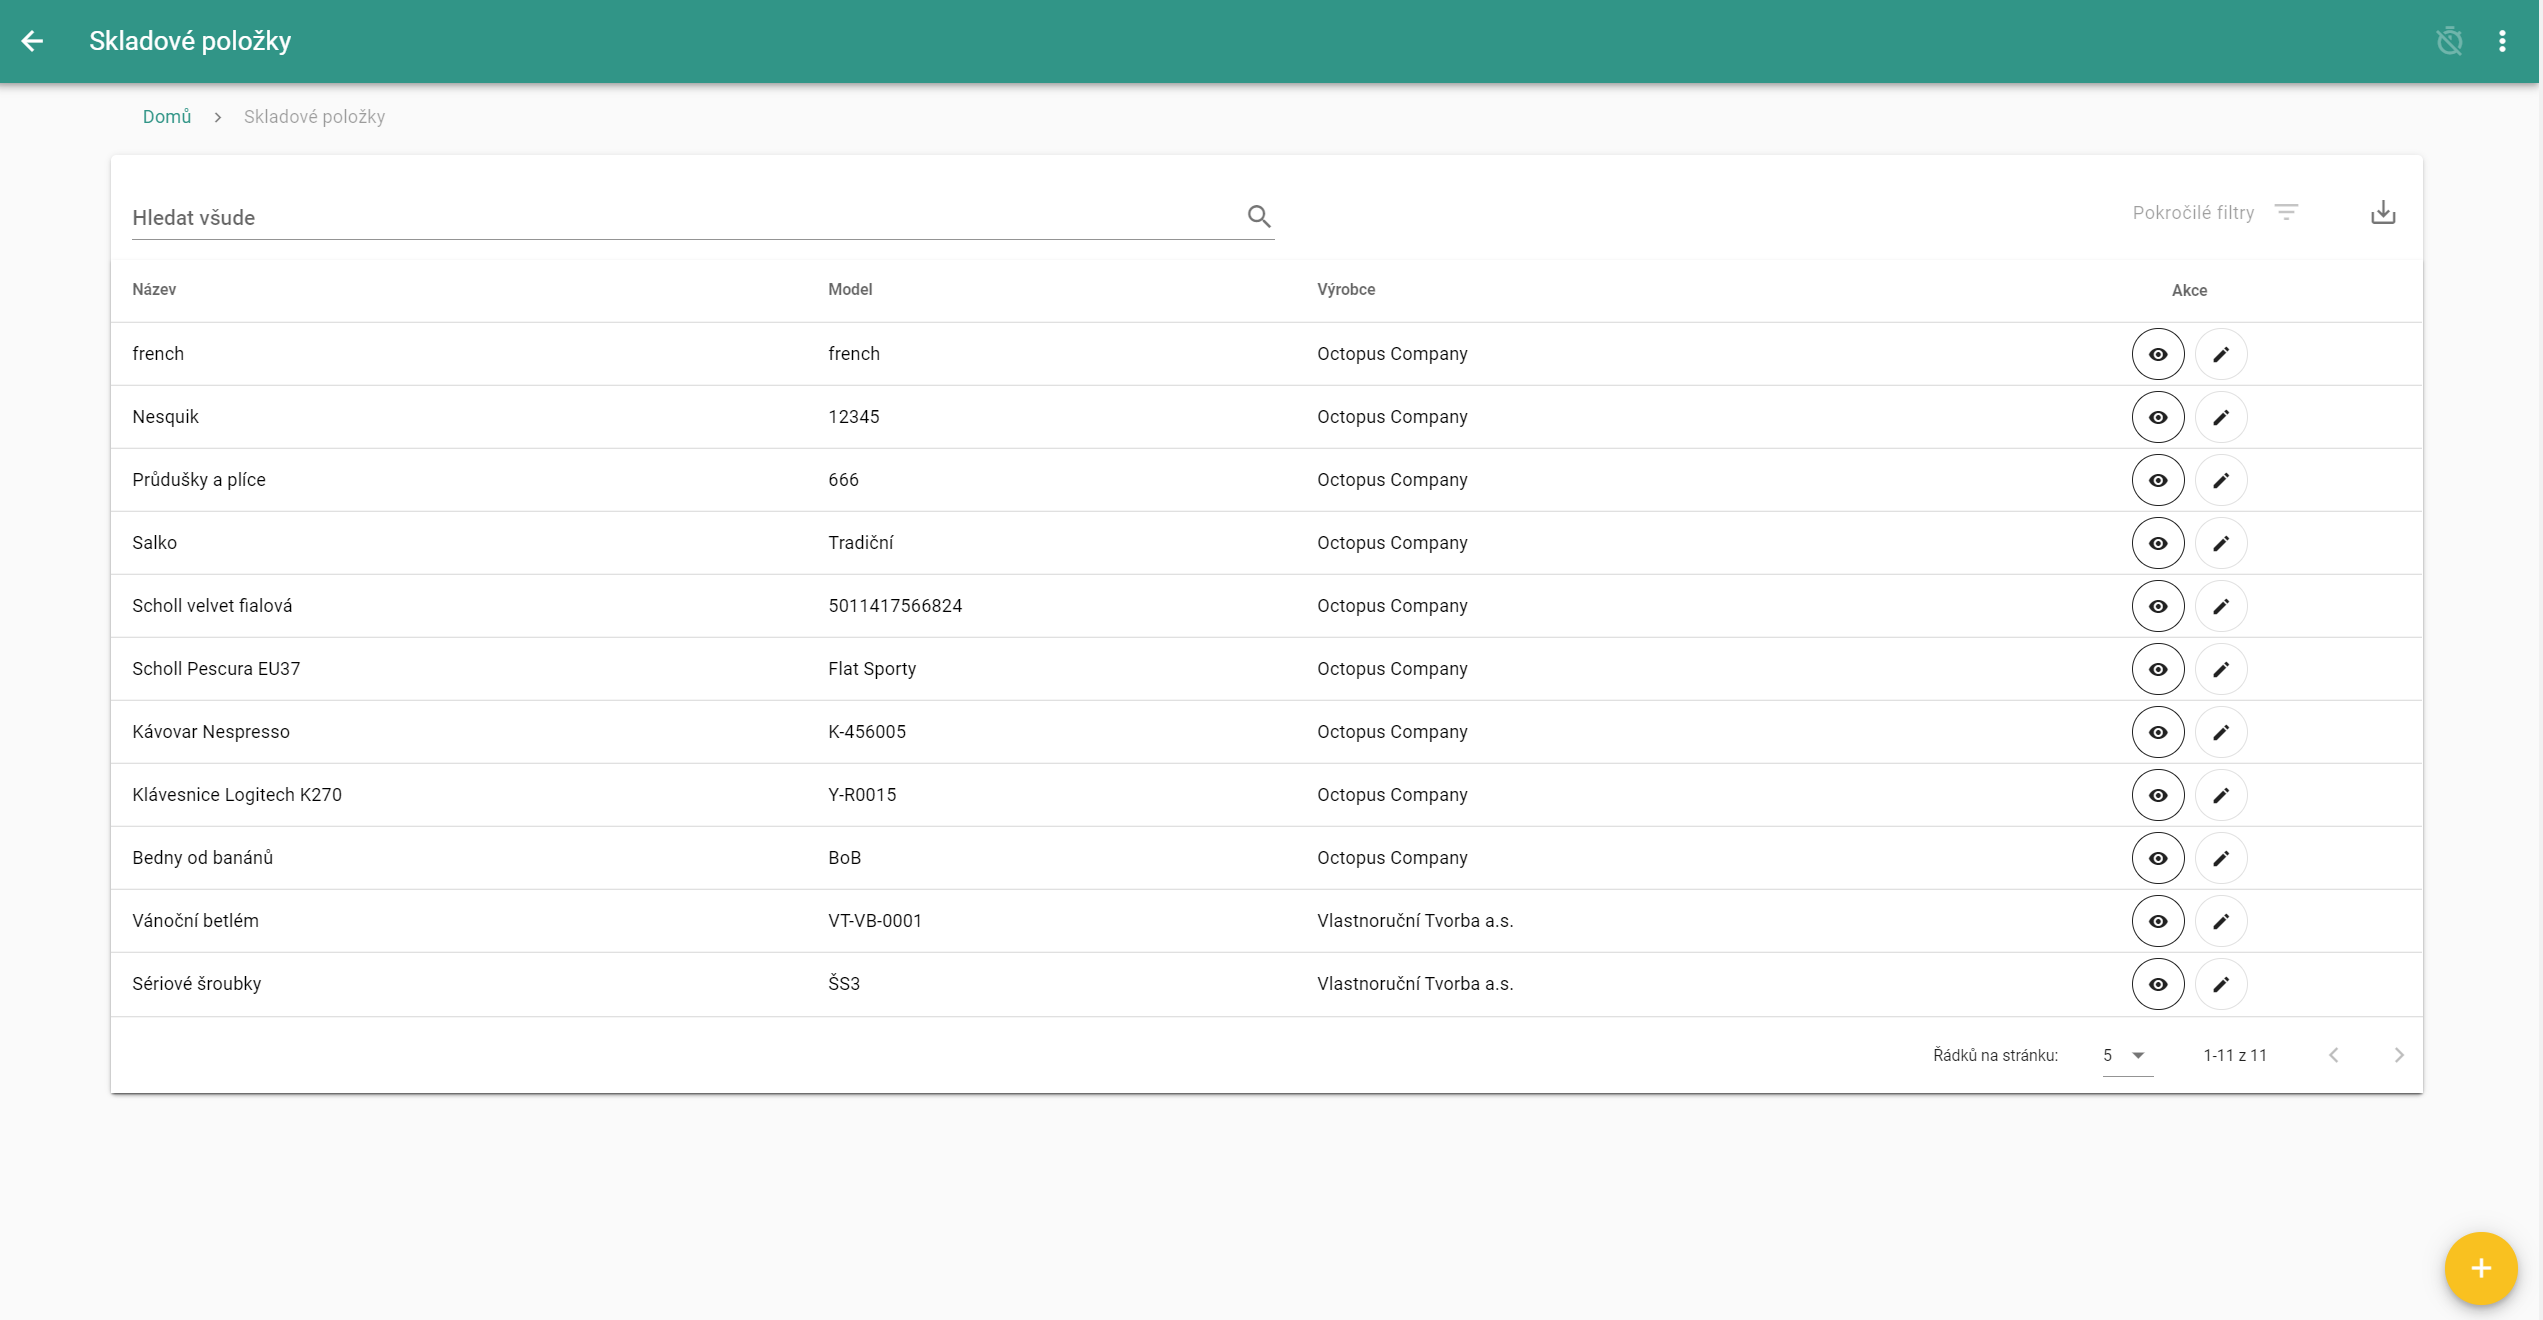 Skladové položky
Domů > Skladové položky
Hledat všude
Pokročilé filtry
Název Model Výrobce Akce
french french Octopus Company
Nesquik 12345 Octopus Company
Průdušky a plíce 666 Octopus Company
Salko Tradiční Octopus Company
Scholl velvet fialová 5011417566824 Octopus Company
Scholl Pescura EU37 Flat Sporty Octopus Company
Kávovar Nespresso K-456005 Octopus Company
Klávesnice Logitech K270 Y-R0015 Octopus Company
Bedny od banánů BoB Octopus Company
Vánoční betlém VT-VB-0001 Vlastnoruční Tvorba a.s.
Sériové šroubky ŠS3 Vlastnoruční Tvorba a.s.
Řádků na stránku: 5 1-11 z 11